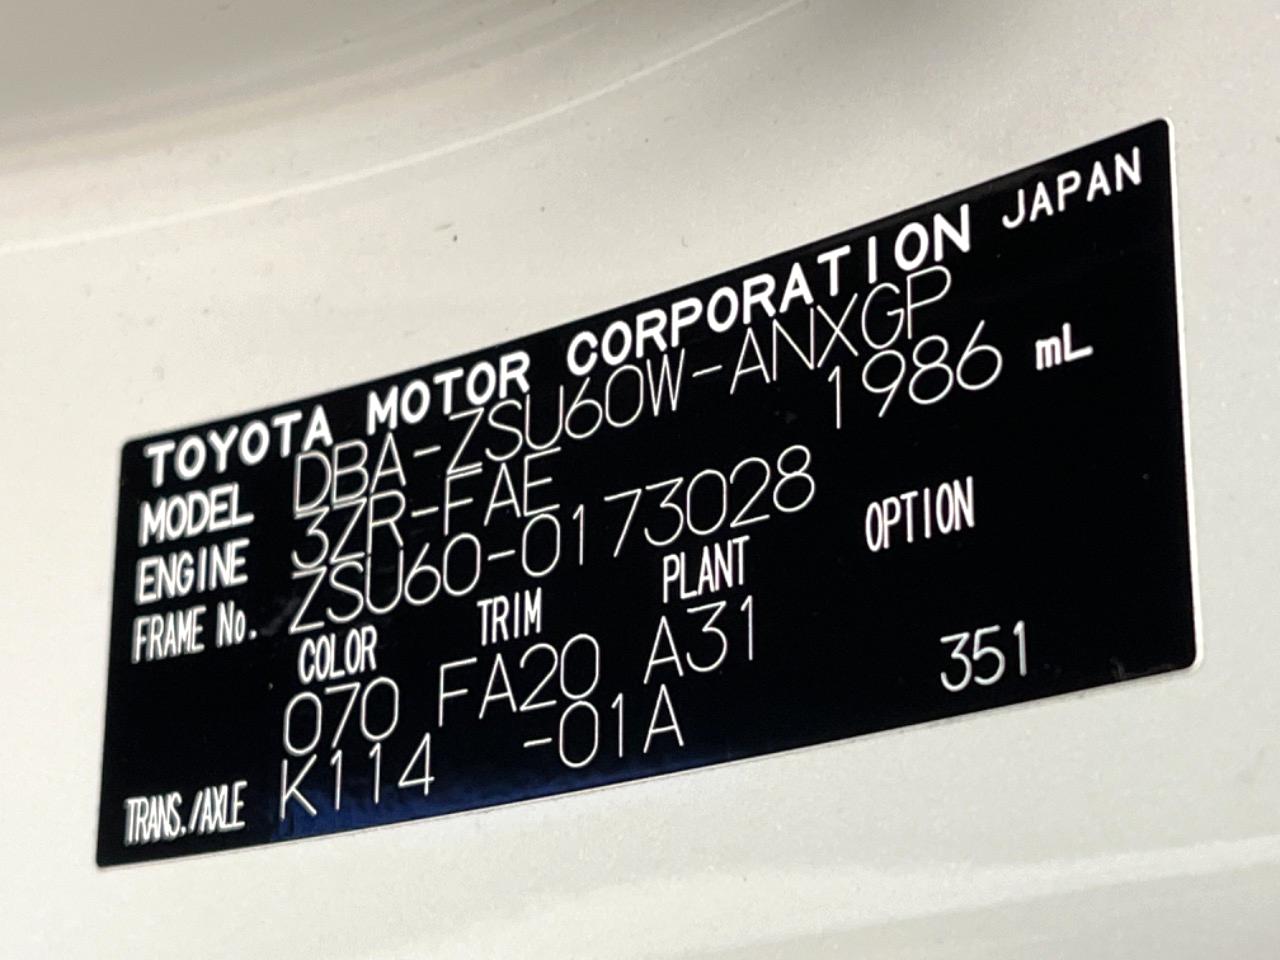 TOYOTA MOTOR CORPORATION JAPAN
MODEL DBA-ZSU60W-ANXGP
ENGINE 3ZR-FAE 1986 mL
FRAME No. ZSU60-0173028
COLOR TRIM PLANT OPTION
070 FA20 A31
TRANS./AXLE K114 -01A 351